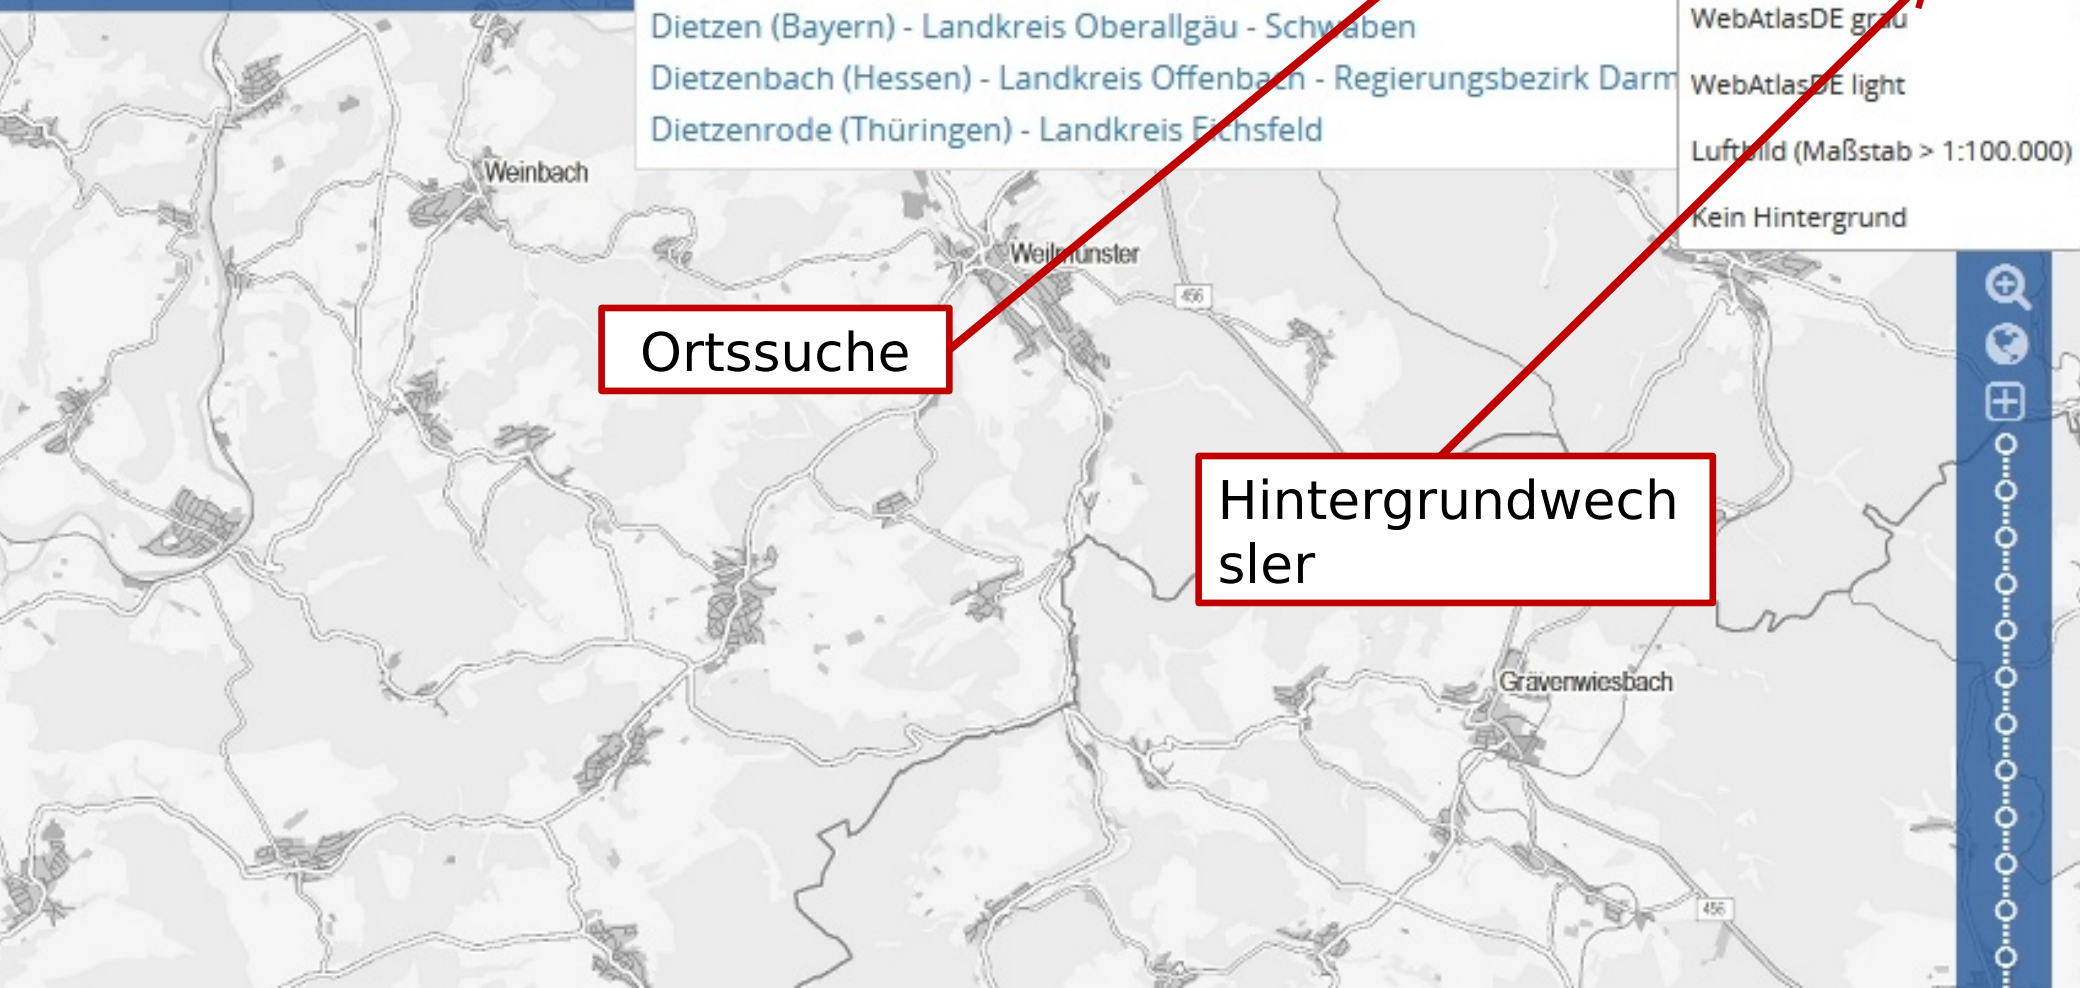 Dietzen (Bayern) - Landkreis Oberallgäu - Schwaben
Dietzenbach (Hessen) - Landkreis Offenbach - Regierungsbezirk Darm
Dietzenrode (Thüringen) - Landkreis Eichsfeld
WebAtlasDE grau
WebAtlasDE light
Luftbild (Maßstab > 1:100.000)
Kein Hintergrund
Weinbach
Weilmünster
456
Ortssuche
Hintergrundwech
sler
Grävenwiesbach
456